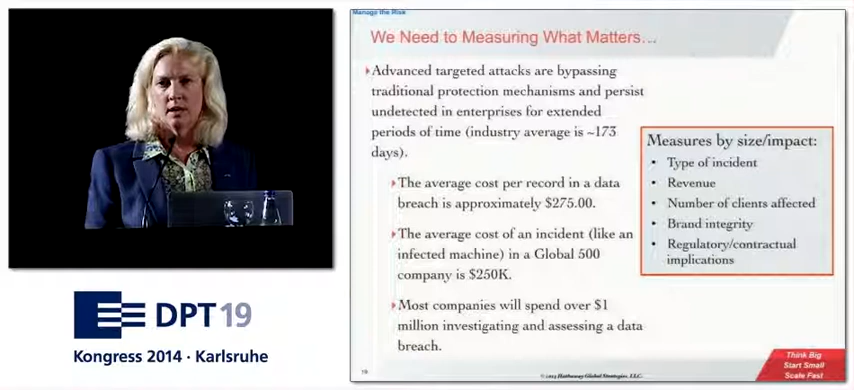 Manage the Risk
We Need to Measuring What Matters…
Advanced targeted attacks are bypassing
traditional protection mechanisms and persist
undetected in enterprises for extended
periods of time (industry average is ~173
days).
The average cost per record in a data
breach is approximately $275.00.
The average cost of an incident (like an
infected machine) in a Global 500
company is $250K.
Most companies will spend over $1
million investigating and assessing a data
breach.
Measures by size/impact:
• Type of incident
• Revenue
• Number of clients affected
• Brand integrity
• Regulatory/contractual
implications
Think Big
Start Small
Scale Fast
19
Hathaway Global Strategies, LLC.
DPT19
Kongress 2014 · Karlsruhe